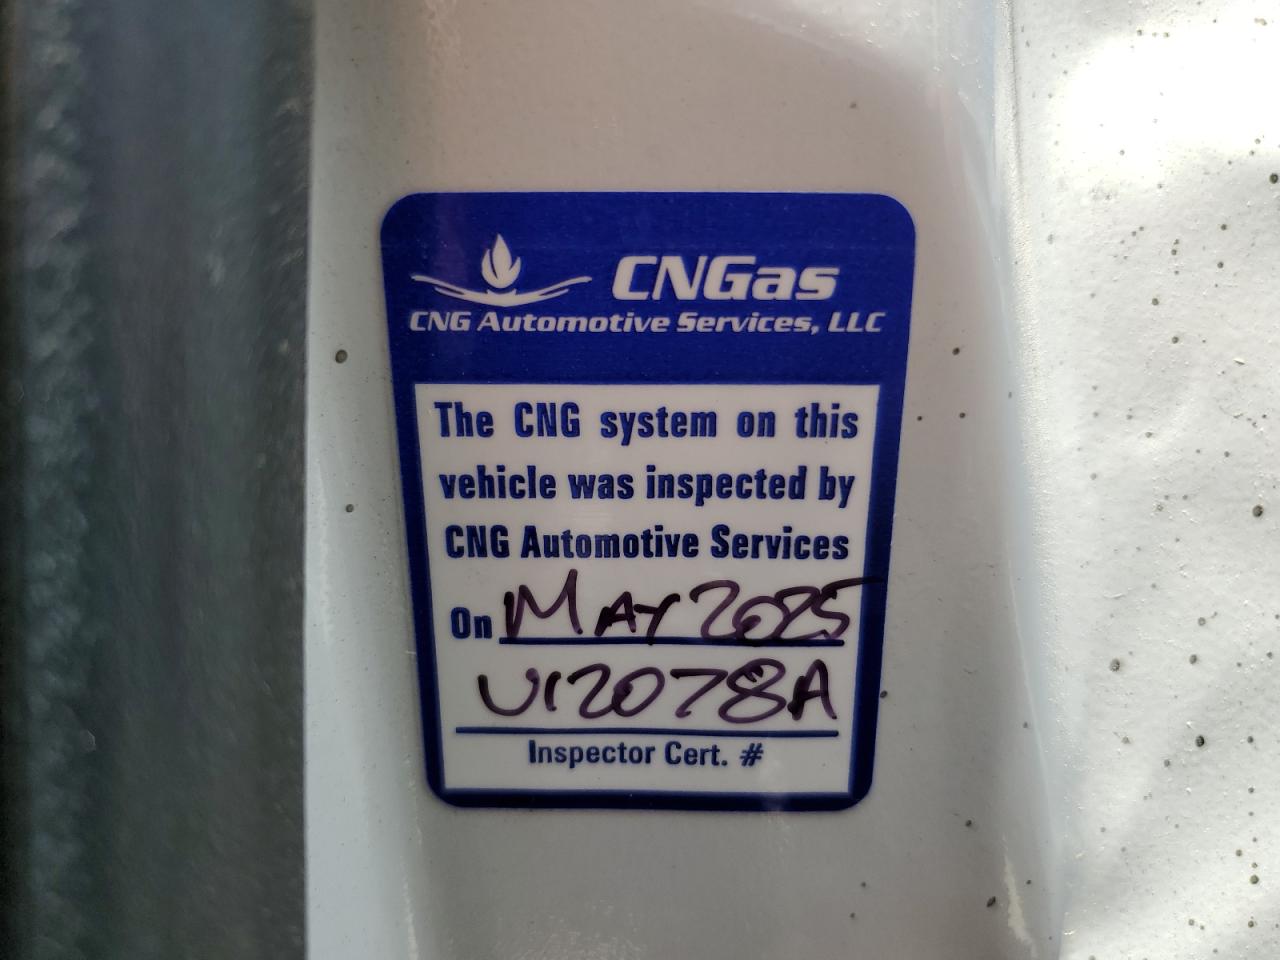 CNGas
CNG Automotive Services, LLC
The CNG system on this
vehicle was inspected by
CNG Automotive Services
On MAY 2025
U12078A
Inspector Cert. #